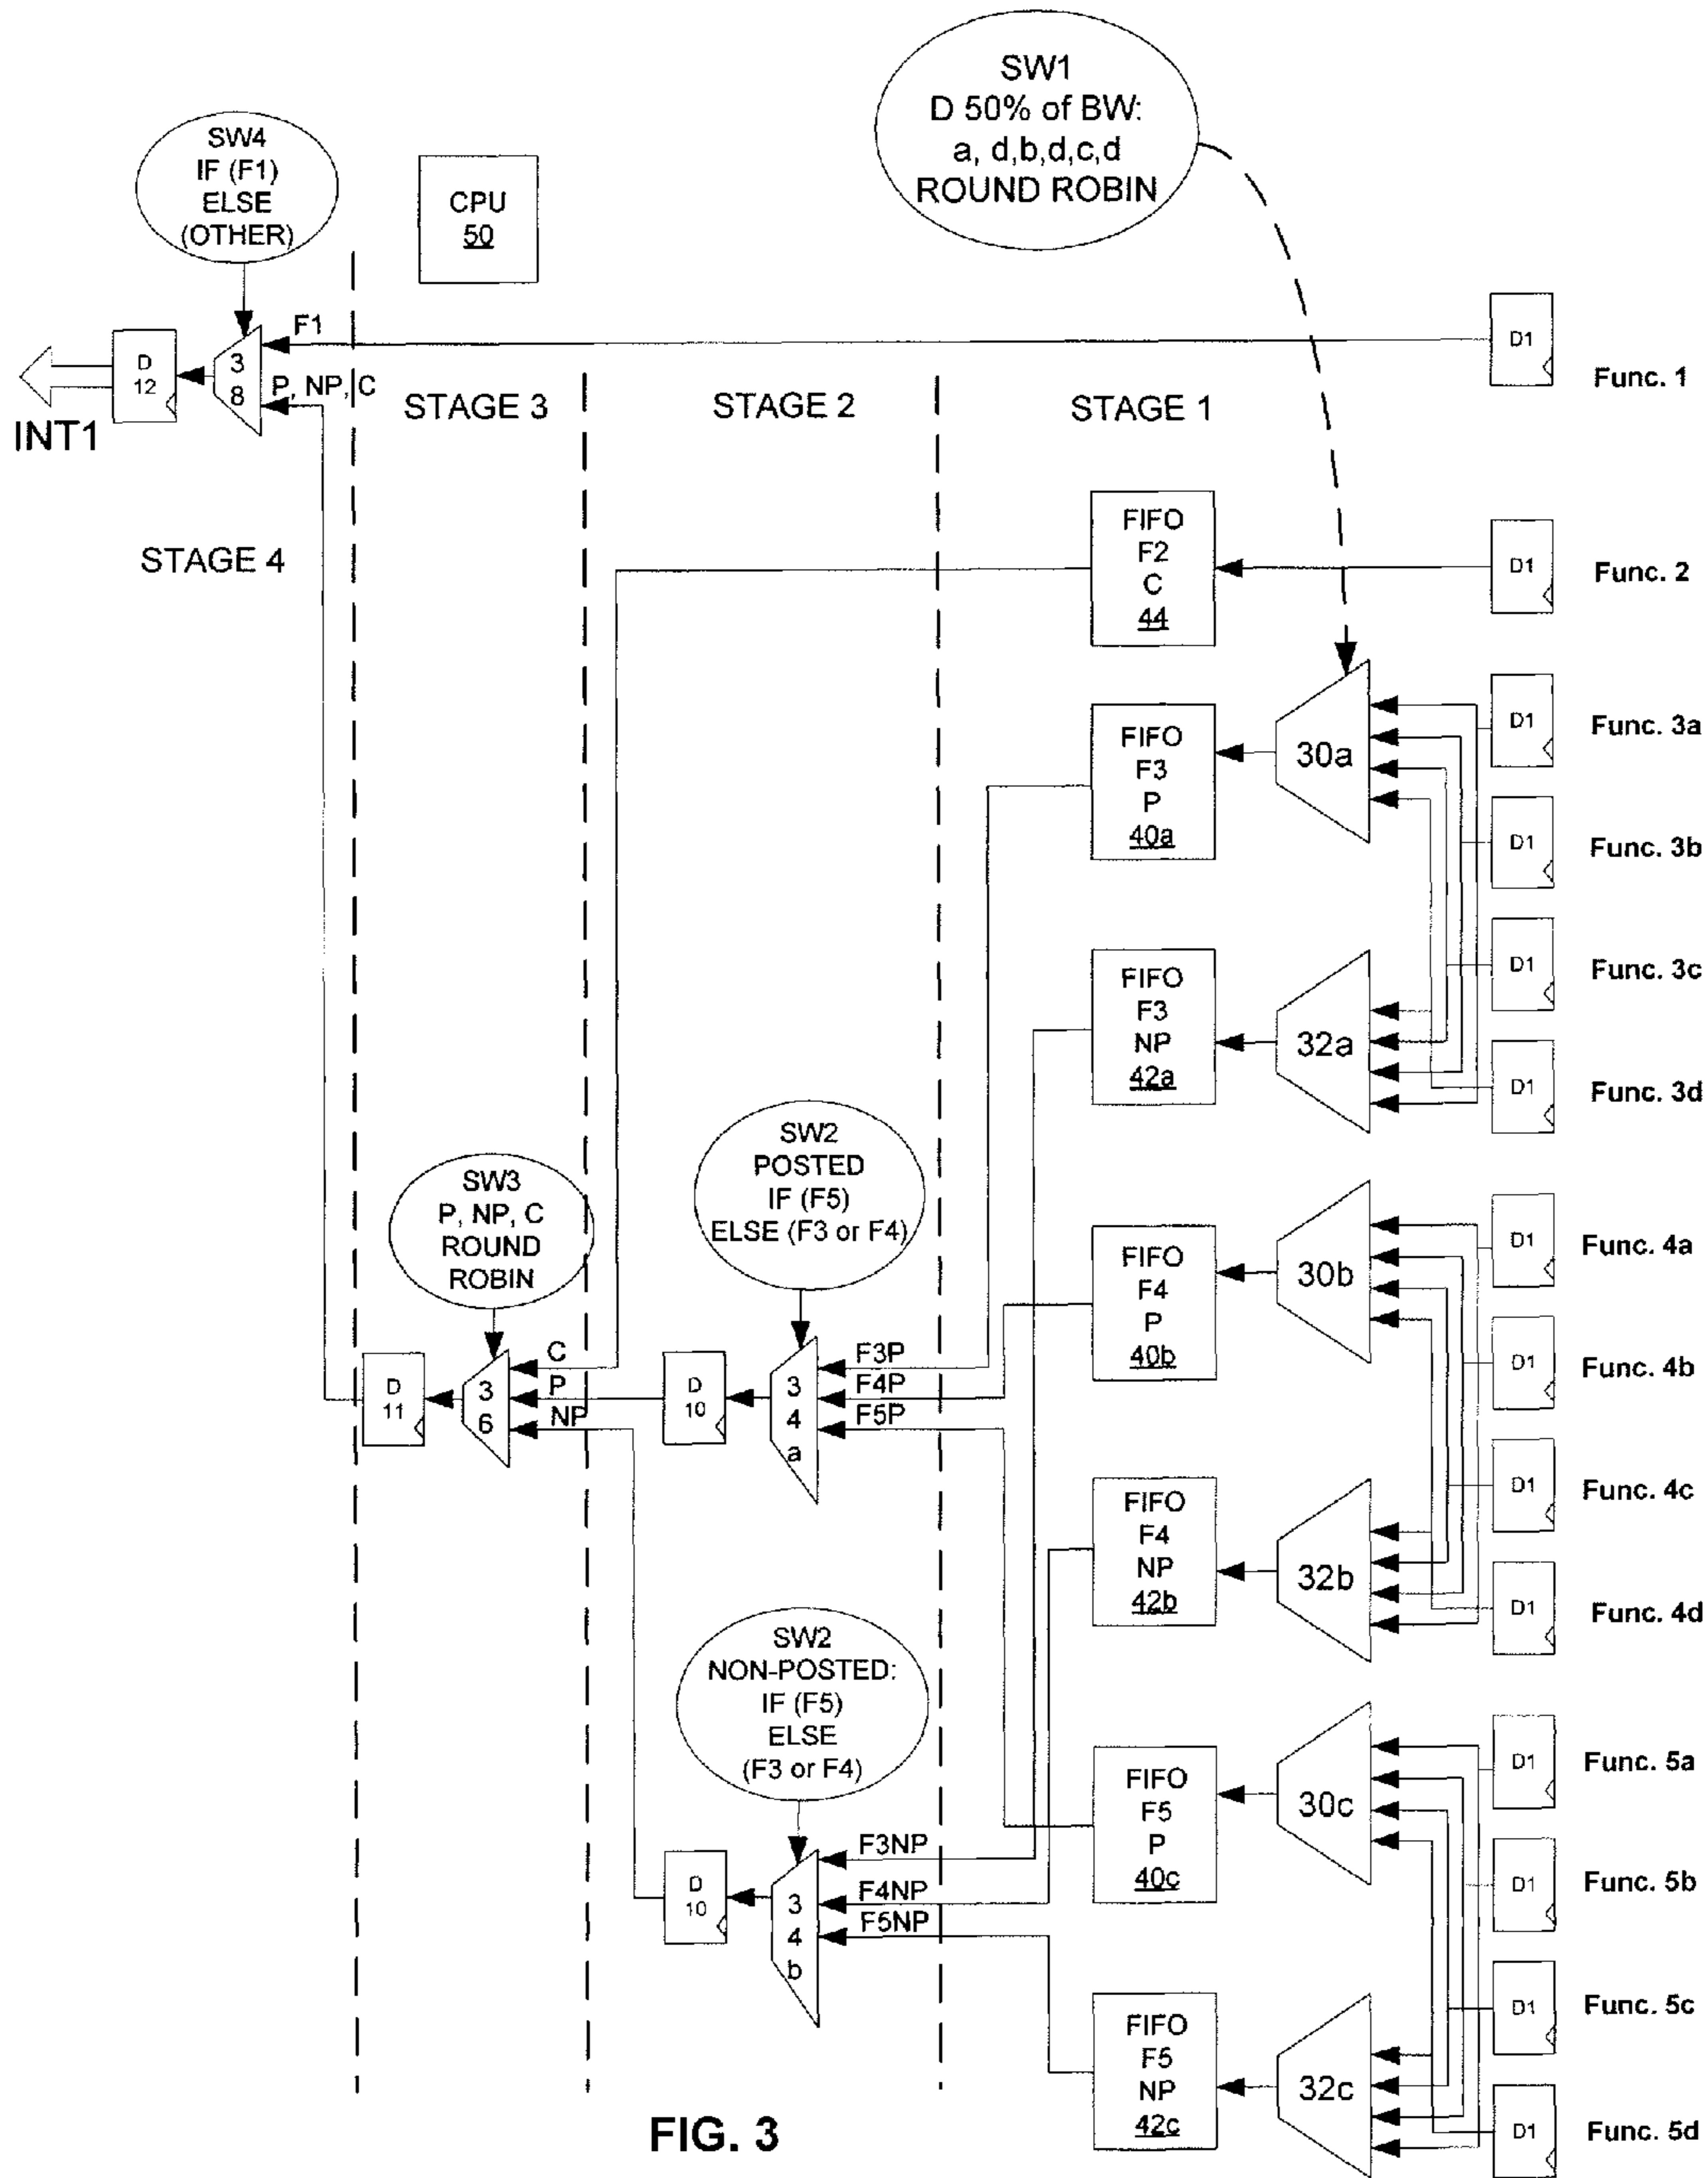 SW1
D 50% of BW:
a, d,b,d,c,d
ROUND ROBIN
SW4
IF (F1)
ELSE
(OTHER)
CPU
50
F1
D1
Func. 1
D
12
3
8
P, NP, C
INT1
STAGE 3
STAGE 2
STAGE 1
STAGE 4
FIFO
F2
C
44
D1
Func. 2
FIFO
F3
P
40a
30a
D1
Func. 3a
D1
Func. 3b
FIFO
F3
NP
42a
32a
D1
Func. 3c
D1
Func. 3d
SW2
POSTED
IF (F5)
ELSE (F3 or F4)
SW3
P, NP, C
ROUND
ROBIN
FIFO
F4
P
40b
30b
D1
Func. 4a
D1
Func. 4b
D
11
3
6
C
P
NP
D
10
3
4
a
F3P
F4P
F5P
FIFO
F4
NP
42b
32b
D1
Func. 4c
D1
Func. 4d
SW2
NON-POSTED:
IF (F5)
ELSE
(F3 or F4)
FIFO
F5
P
40c
30c
D1
Func. 5a
D1
Func. 5b
D
10
3
4
b
F3NP
F4NP
F5NP
FIFO
F5
NP
42c
32c
D1
Func. 5c
D1
Func. 5d
FIG. 3